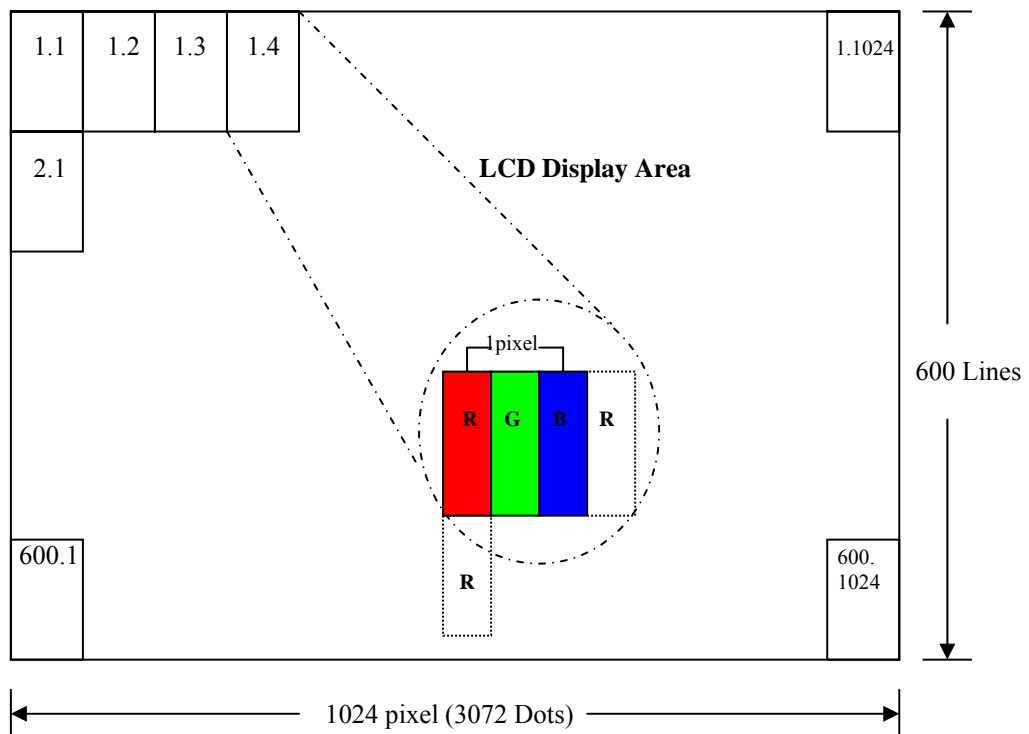 1.1 1.2 1.3 1.4 1.1024
2.1
LCD Display Area
1pixel
600 Lines
R G B R
600.1
600.
1024
R
1024 pixel (3072 Dots)